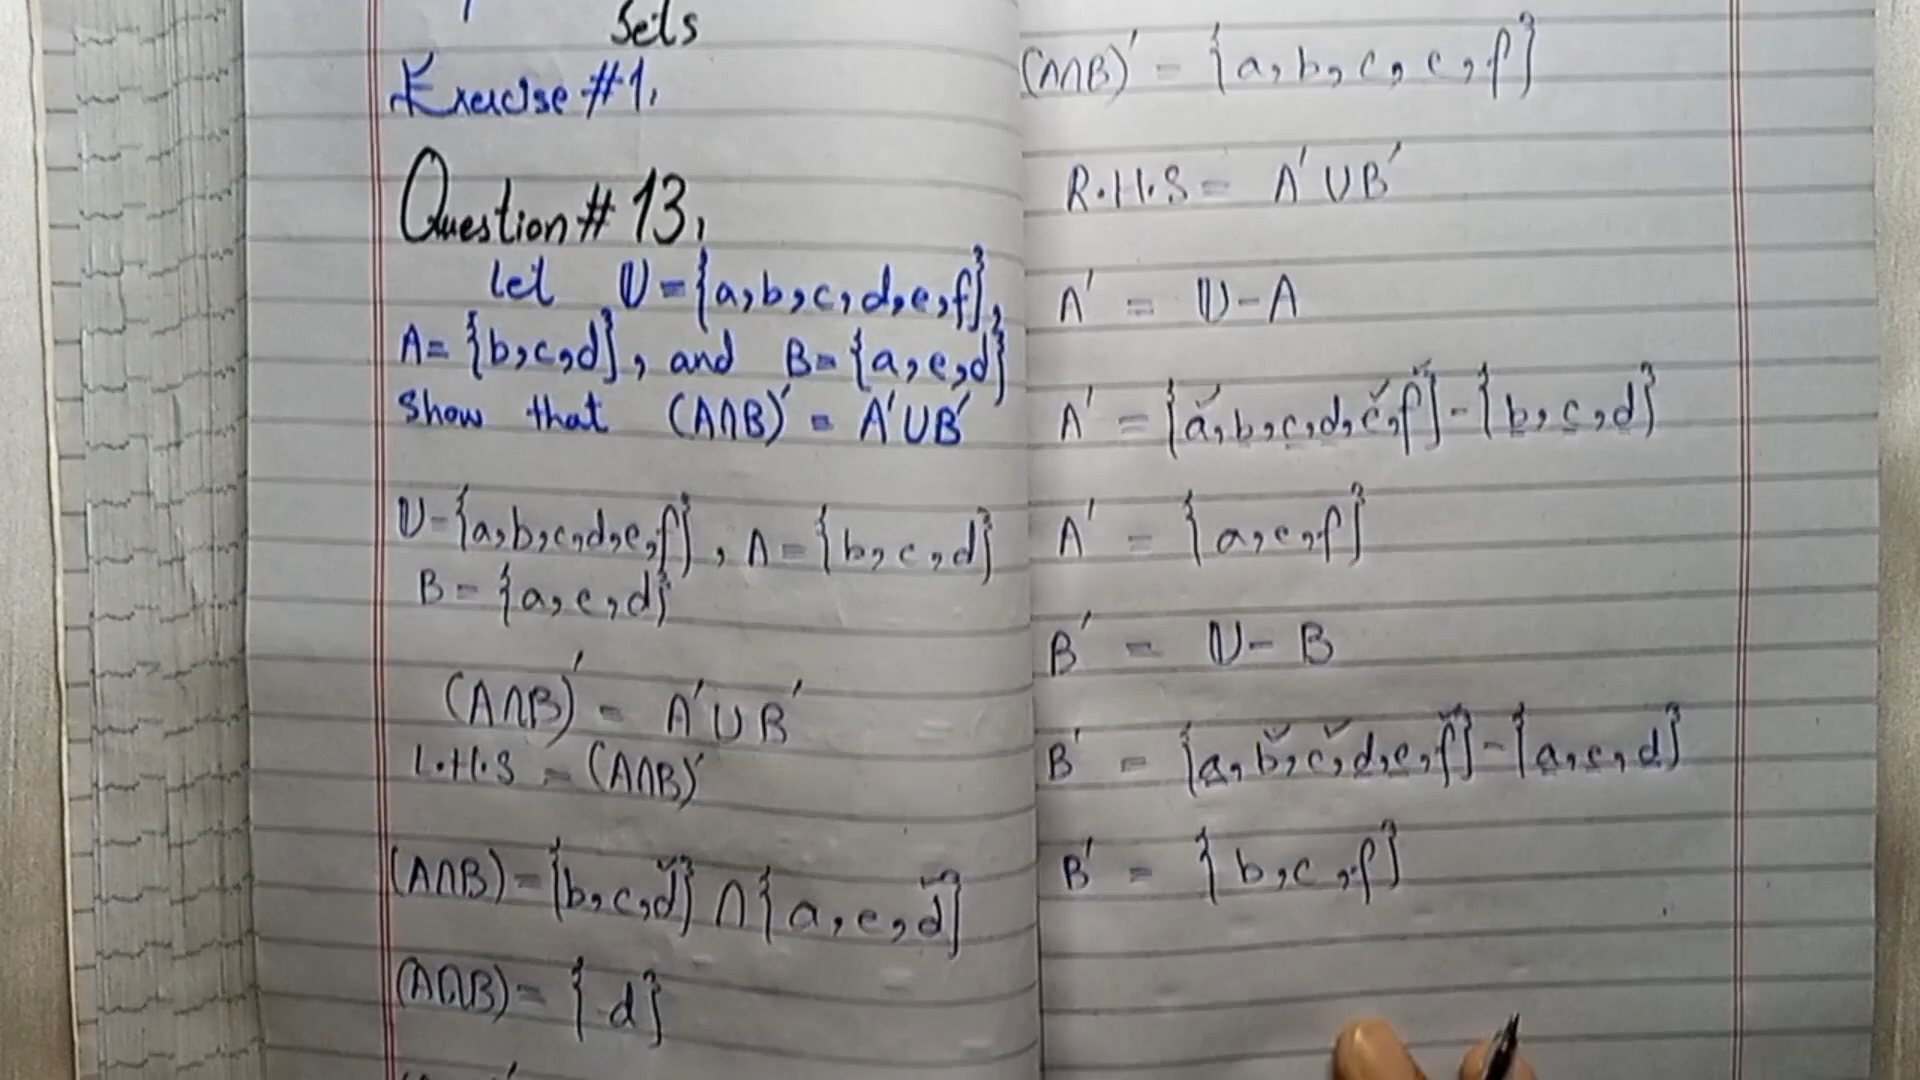 Sets
Exercise #1,
Question # 13,
Let U={a,b,c,d,e,f},
A={b,c,d}, and B={a,e,d}
Show that (A∩B)′ = A′∪B′
U={a,b,c,d,e,f}, A={b,c,d}
B={a,e,d}
(A∩B)′ = A′∪B′
L.H.S = (A∩B)′
(A∩B)={b,c,d}∩{a,e,d}
(A∩B)={d}
(A∩B)′ = {a,b,c,e,f}
R.H.S = A′∪B′
A′ = U-A
A′ = {a,b,c,d,e,f}-{b,c,d}
A′ = {a,e,f}
B′ = U-B
B′ = {a,b,c,d,e,f}-{a,e,d}
B′ = {b,c,f}